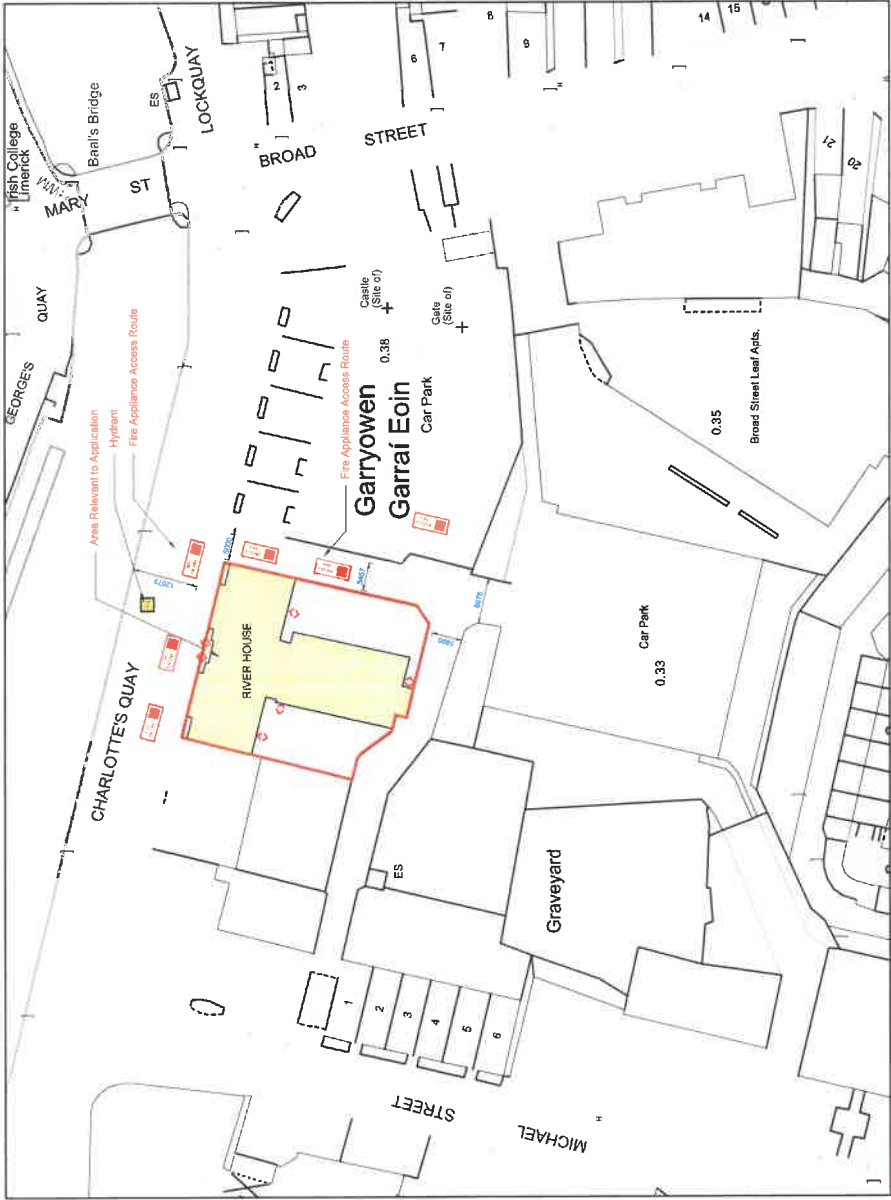 Irish College
Limerick
Baal's Bridge
MARY
ST
ES
LOCKQUAY
GEORGE'S
QUAY
BROAD
STREET
2
3
6
7
8
9
14
15
21
20
Area Relevant to Application
Hydrant
Fire Appliance Access Route
Castle
(Site of)
0.38
Gate
(Site of)
Fire Appliance Access Route
Garryowen
Garraí Eoin
Car Park
CHARLOTTE'S QUAY
12679
RIVER HOUSE
0.35
Broad Street Leaf Apts.
Car Park
0.33
ES
Graveyard
1
2
3
4
5
6
MICHAEL
STREET